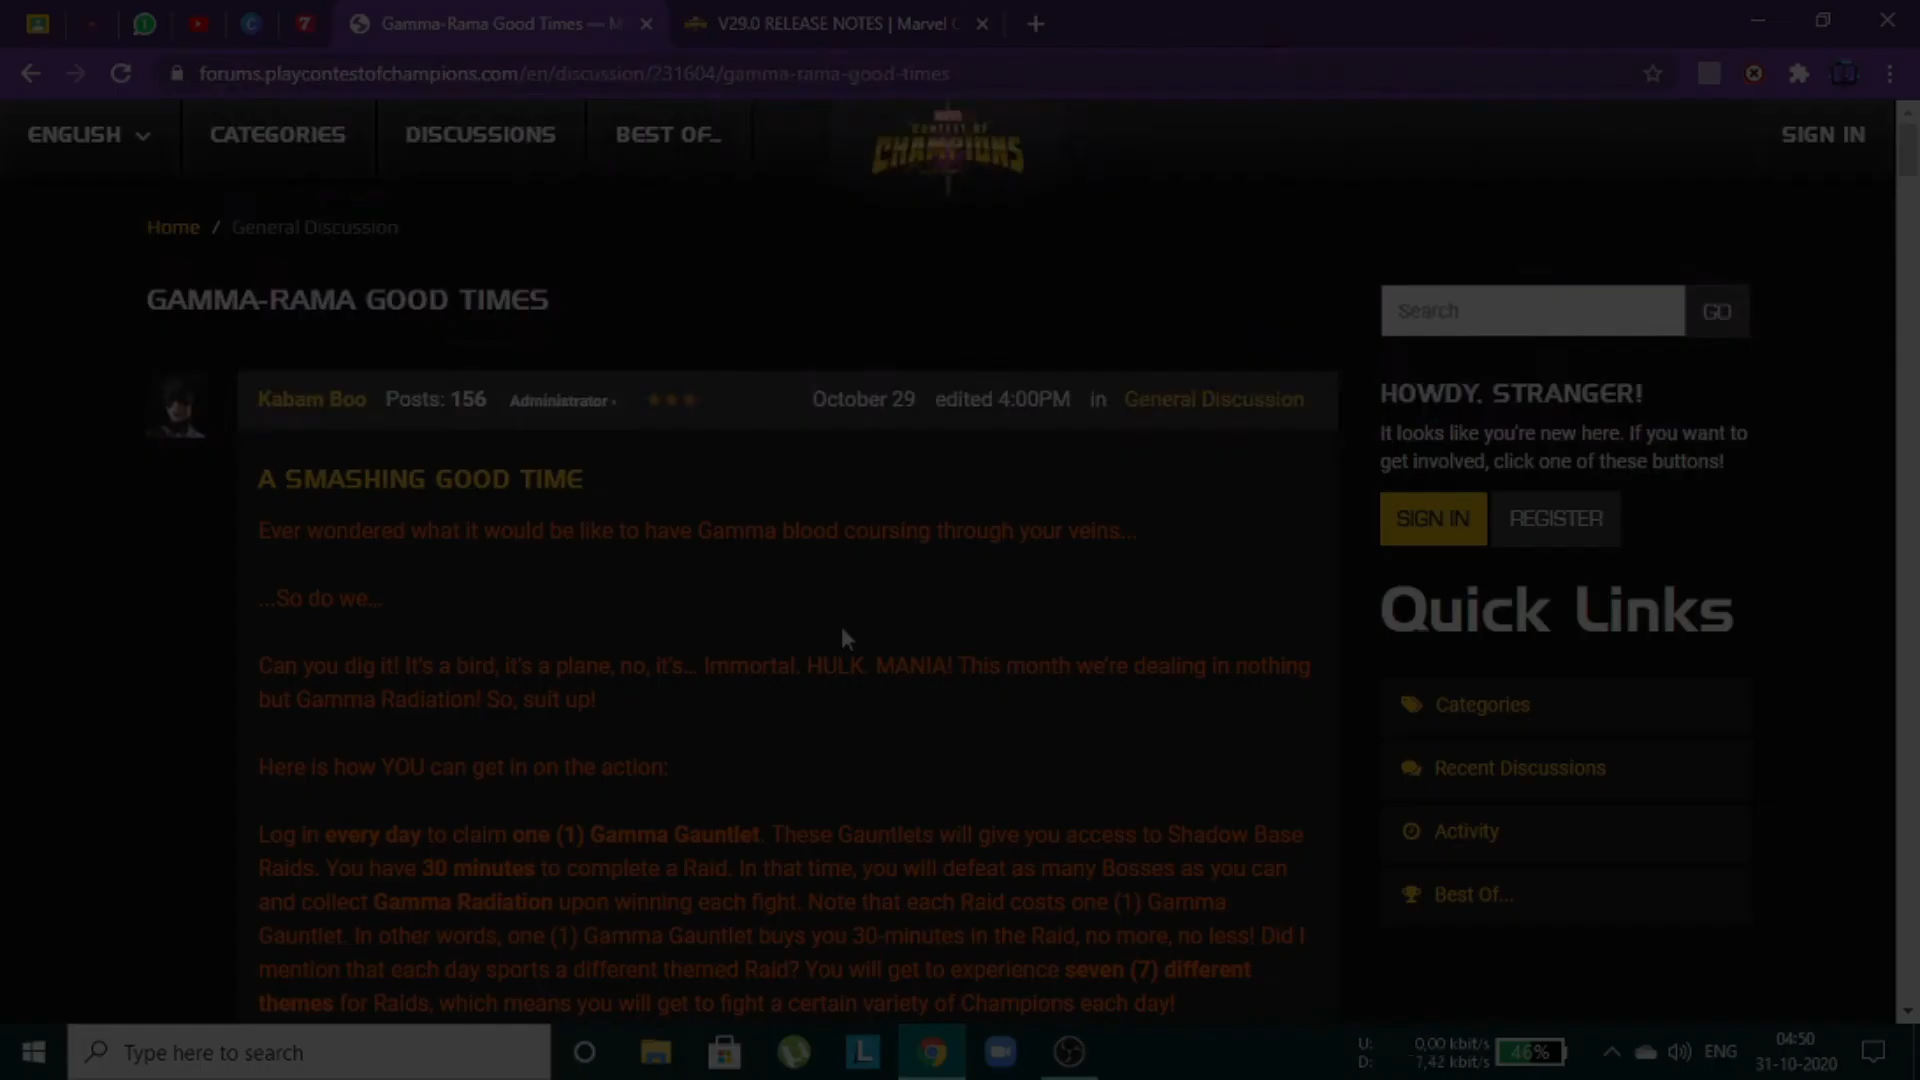 Gamma-Rama Good Times — M
V29.0 RELEASE NOTES | Marvel C
forums.playcontestofchampions.com/en/discussion/231604/gamma-rama-good-times
ENGLISH
CATEGORIES
DISCUSSIONS
BEST OF...
CONTEST OF
CHAMPIONS
SIGN IN
Home / General Discussion
GAMMA-RAMA GOOD TIMES
Search
GO
Kabam Boo Posts: 156 Administrator › ★★★ October 29 edited 4:00PM in General Discussion
A SMASHING GOOD TIME
Ever wondered what it would be like to have Gamma blood coursing through your veins...
...So do we...
Can you dig it! It's a bird, it's a plane, no, it's... Immortal. HULK. MANIA! This month we're dealing in nothing
but Gamma Radiation! So, suit up!
Here is how YOU can get in on the action:
Log in every day to claim one (1) Gamma Gauntlet. These Gauntlets will give you access to Shadow Base
Raids. You have 30 minutes to complete a Raid. In that time, you will defeat as many Bosses as you can
and collect Gamma Radiation upon winning each fight. Note that each Raid costs one (1) Gamma
Gauntlet. In other words, one (1) Gamma Gauntlet buys you 30-minutes in the Raid, no more, no less! Did I
mention that each day sports a different themed Raid? You will get to experience seven (7) different
themes for Raids, which means you will get to fight a certain variety of Champions each day!
HOWDY, STRANGER!
It looks like you're new here. If you want to
get involved, click one of these buttons!
SIGN IN
REGISTER
Quick Links
Categories
Recent Discussions
Activity
Best Of...
Type here to search
L
U: 0,00 kbit/s
D: 7,42 kbit/s
46%
ENG
04:50
31-10-2020